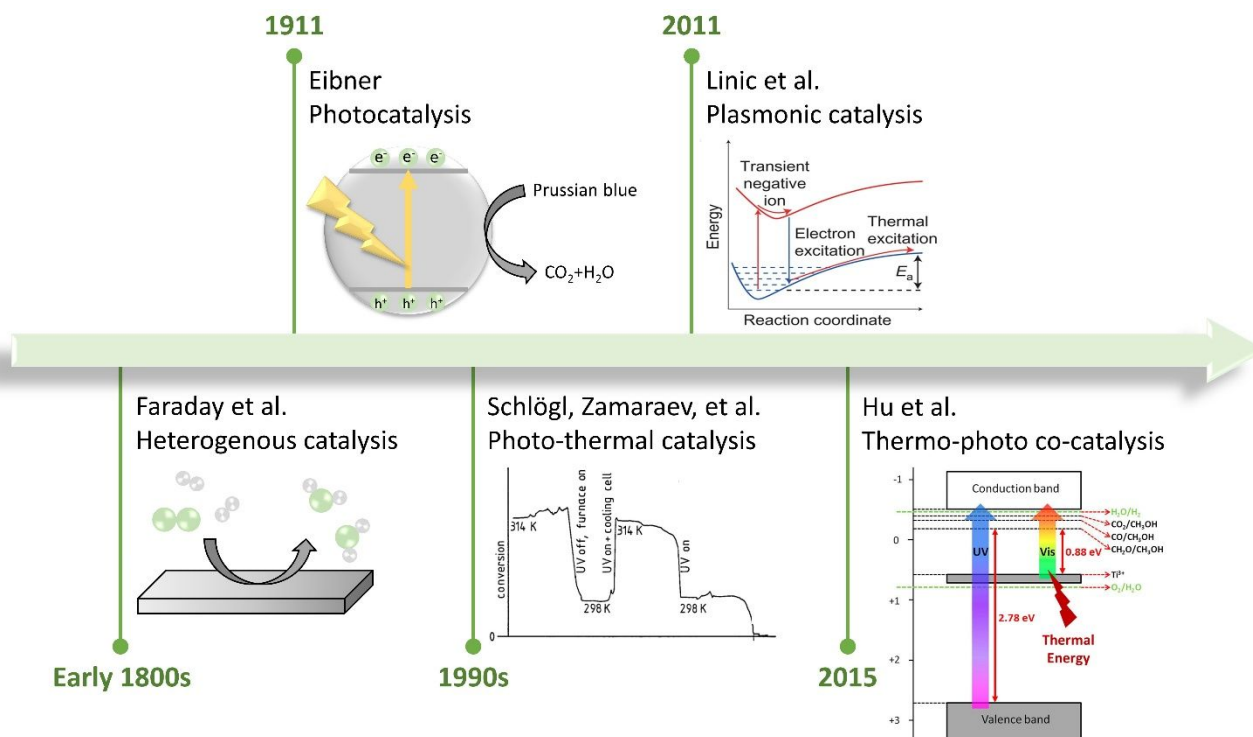 1911
Eibner
Photocatalysis
e⁻ e⁻ e⁻
h⁺ h⁺ h⁺
Prussian blue
CO₂+H₂O
2011
Linic et al.
Plasmonic catalysis
Energy
Transient
negative
ion
Electron
excitation
Thermal
excitation
Eₐ
Reaction coordinate
Early 1800s
Faraday et al.
Heterogenous catalysis
1990s
Schlögl, Zamaraev, et al.
Photo-thermal catalysis
conversion
0
314 K
UV off, furnace on
298 K
UV on + cooling cell
314 K
UV on
298 K
2015
Hu et al.
Thermo-photo co-catalysis
-1
0
+1
+2
+3
Conduction band
H₂O/H₂
CO₂/CH₃OH
CO/CH₃OH
CH₂O/CH₃OH
UV
Vis
0.88 eV
Ti³⁺
O₂/H₂O
2.78 eV
Thermal
Energy
Valence band